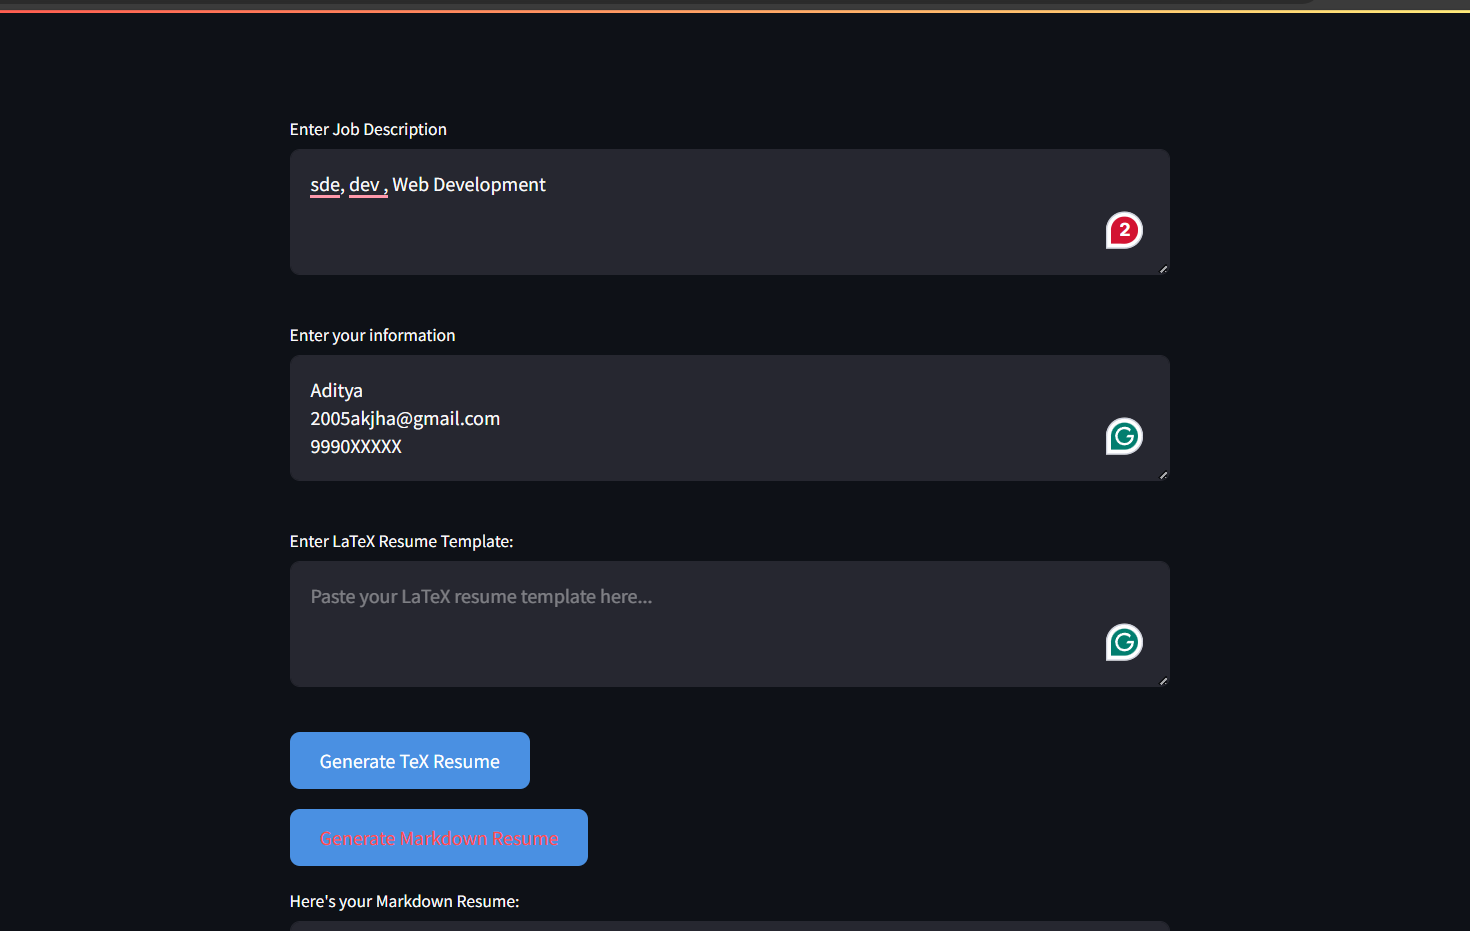 Enter Job Description
sde, dev , Web Development
2
Enter your information
Aditya
2005akjha@gmail.com
9990XXXXX
G
Enter LaTeX Resume Template:
Paste your LaTeX resume template here...
G
Generate TeX Resume
Generate Markdown Resume
Here's your Markdown Resume: